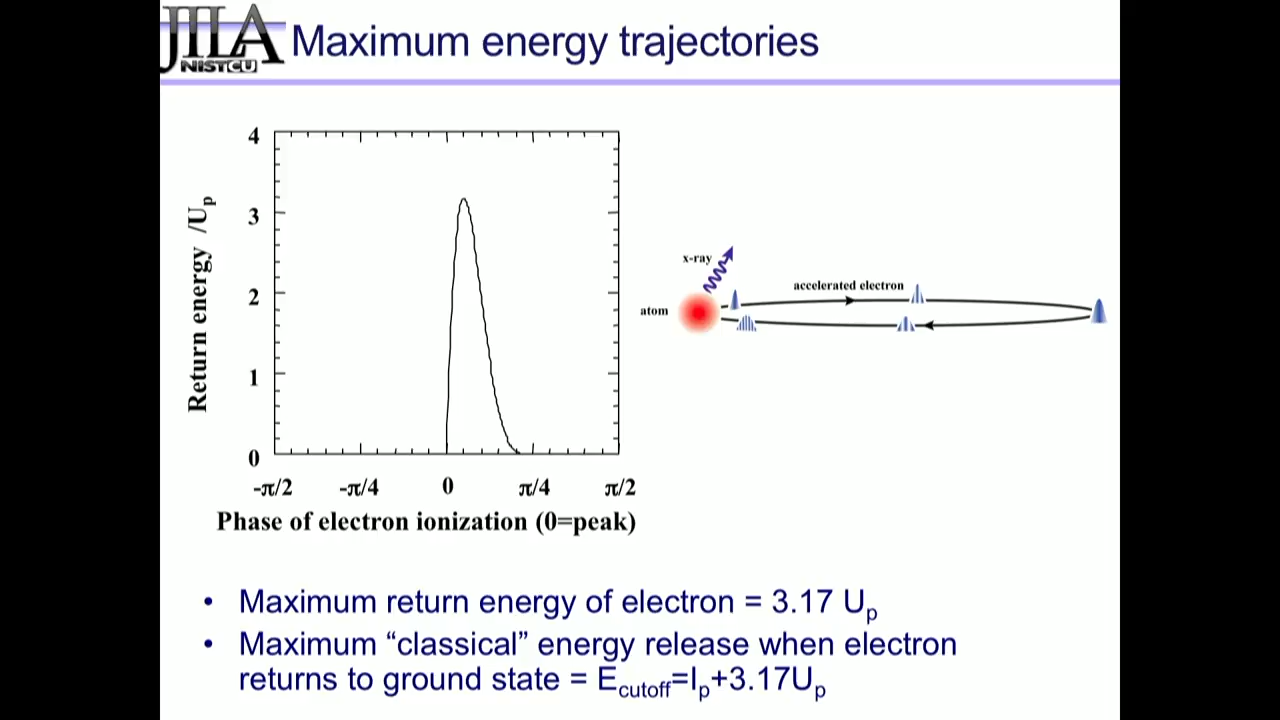 JILA
NIST CU
Maximum energy trajectories
4
3
2
1
0
Return energy /Uₚ
-π/2 -π/4 0 π/4 π/2
Phase of electron ionization (0=peak)
x-ray
accelerated electron
atom
• Maximum return energy of electron = 3.17 Uₚ
• Maximum “classical” energy release when electron
returns to ground state = E_cutoff=Iₚ+3.17Uₚ